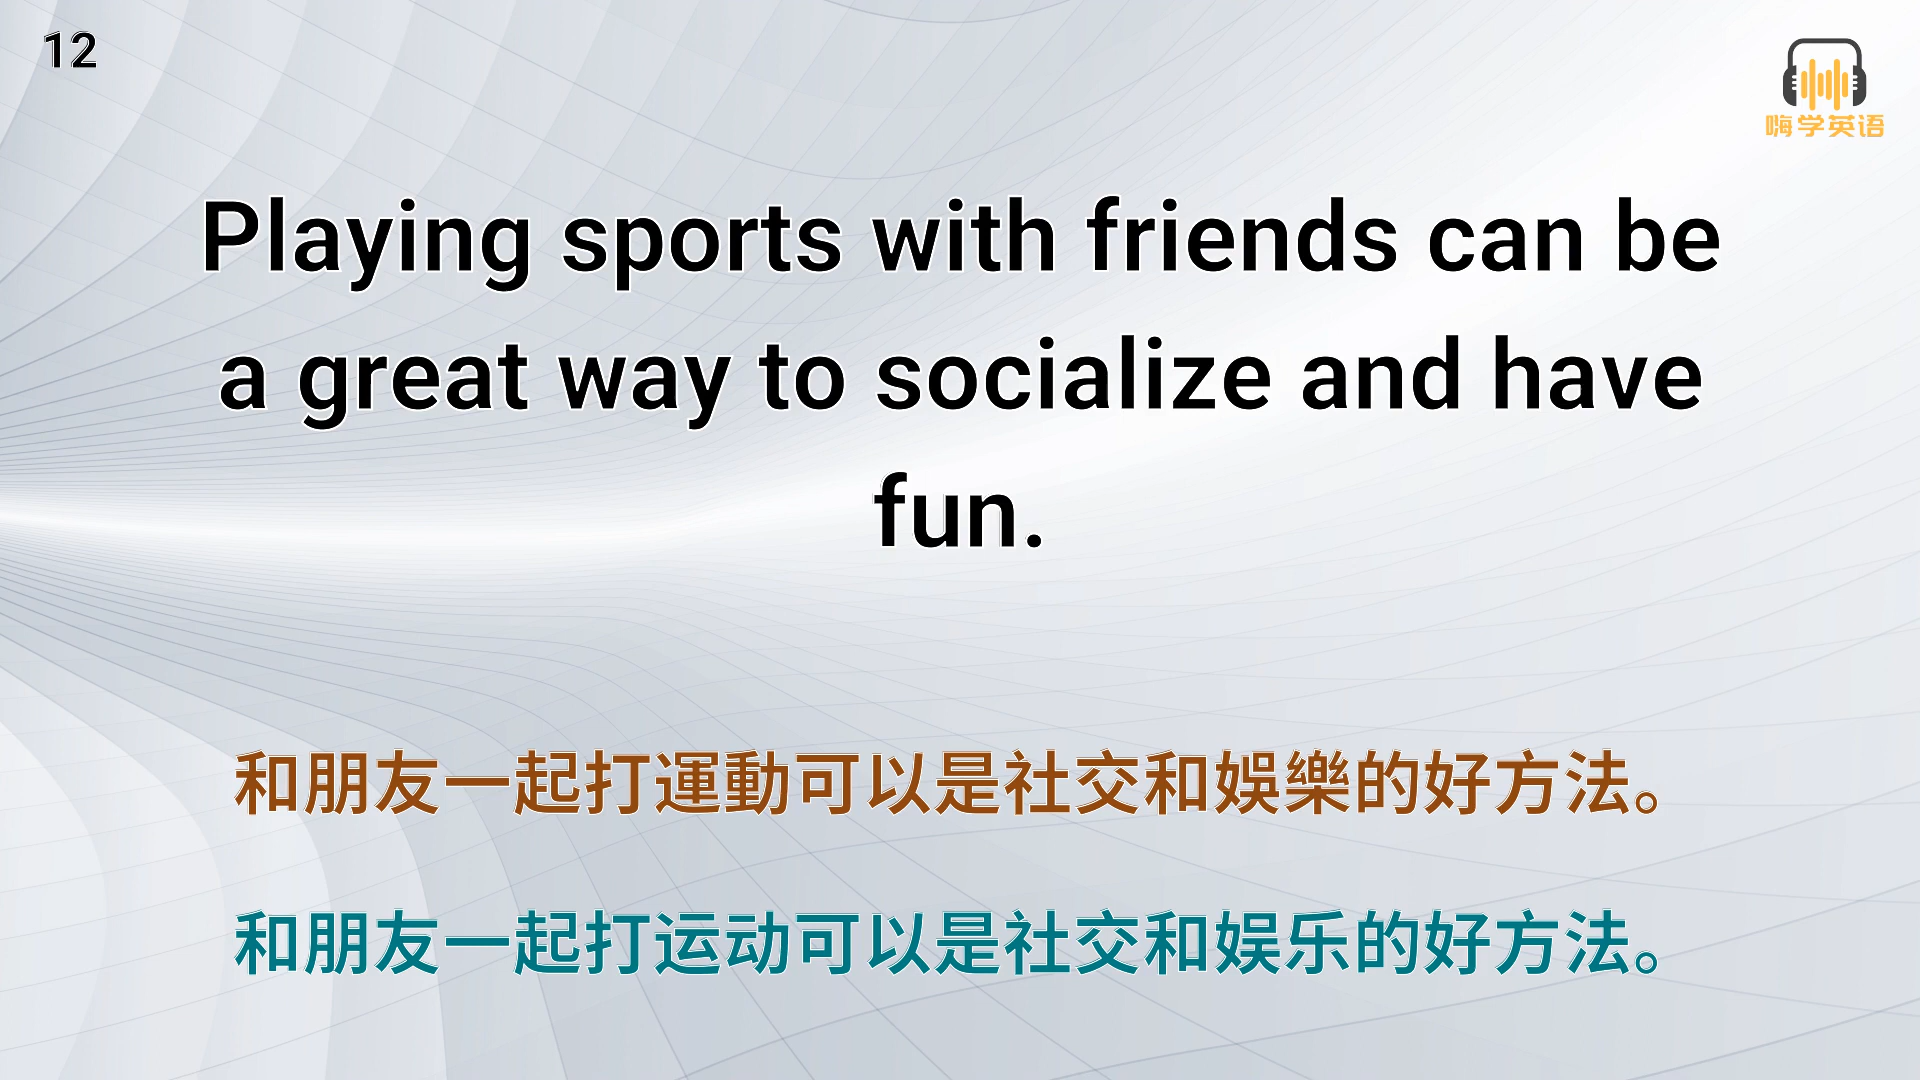 12
嗨学英语
Playing sports with friends can be
a great way to socialize and have
fun.
和朋友一起打運動可以是社交和娛樂的好方法。
和朋友一起打运动可以是社交和娱乐的好方法。